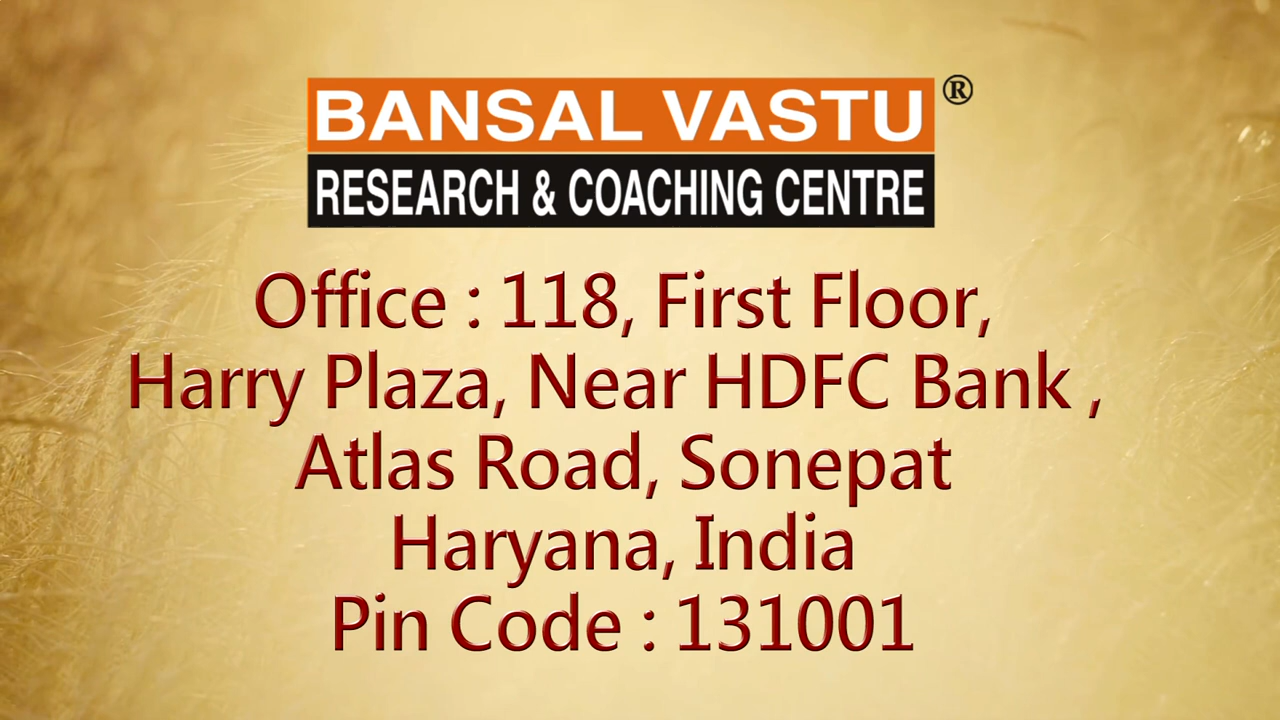 BANSAL VASTU ®
RESEARCH & COACHING CENTRE
Office : 118, First Floor,
Harry Plaza, Near HDFC Bank ,
Atlas Road, Sonepat
Haryana, India
Pin Code : 131001